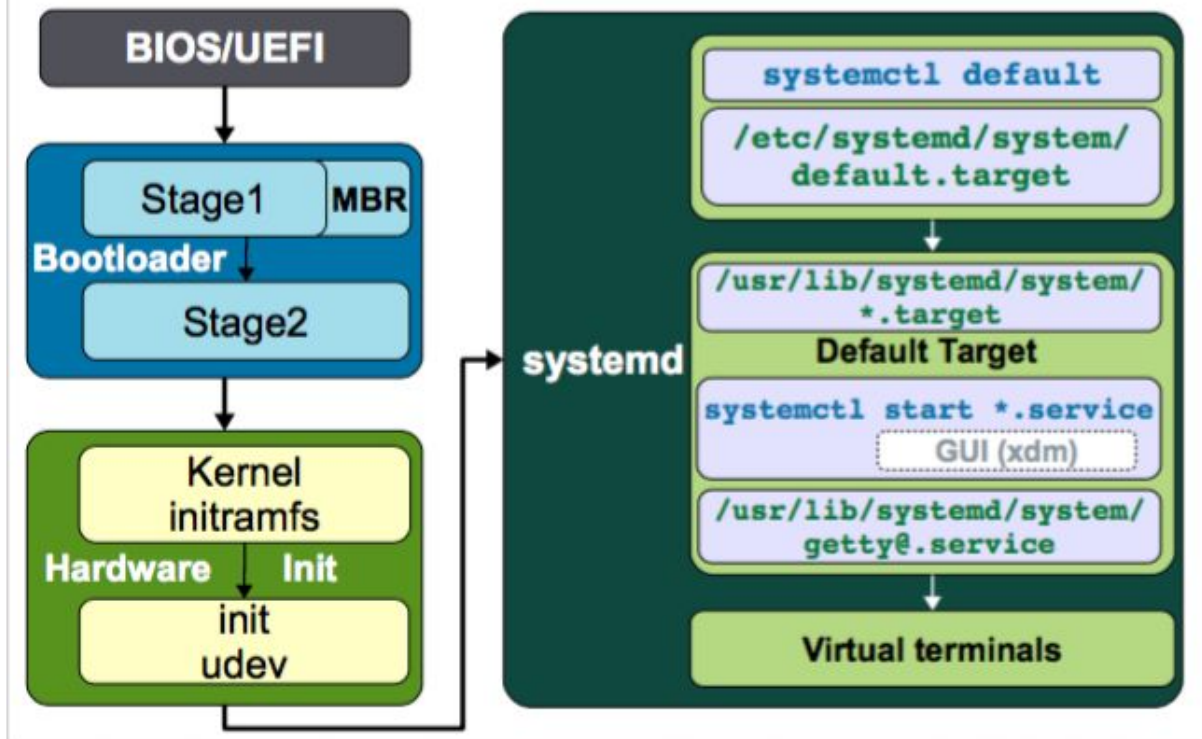 BIOS/UEFI
Stage1
MBR
Bootloader
Stage2
Kernel
initramfs
Hardware Init
init
udev
systemd
systemctl default
/etc/systemd/system/
default.target
/usr/lib/systemd/system/
*.target
Default Target
systemctl start *.service
GUI (xdm)
/usr/lib/systemd/system/
getty@.service
Virtual terminals